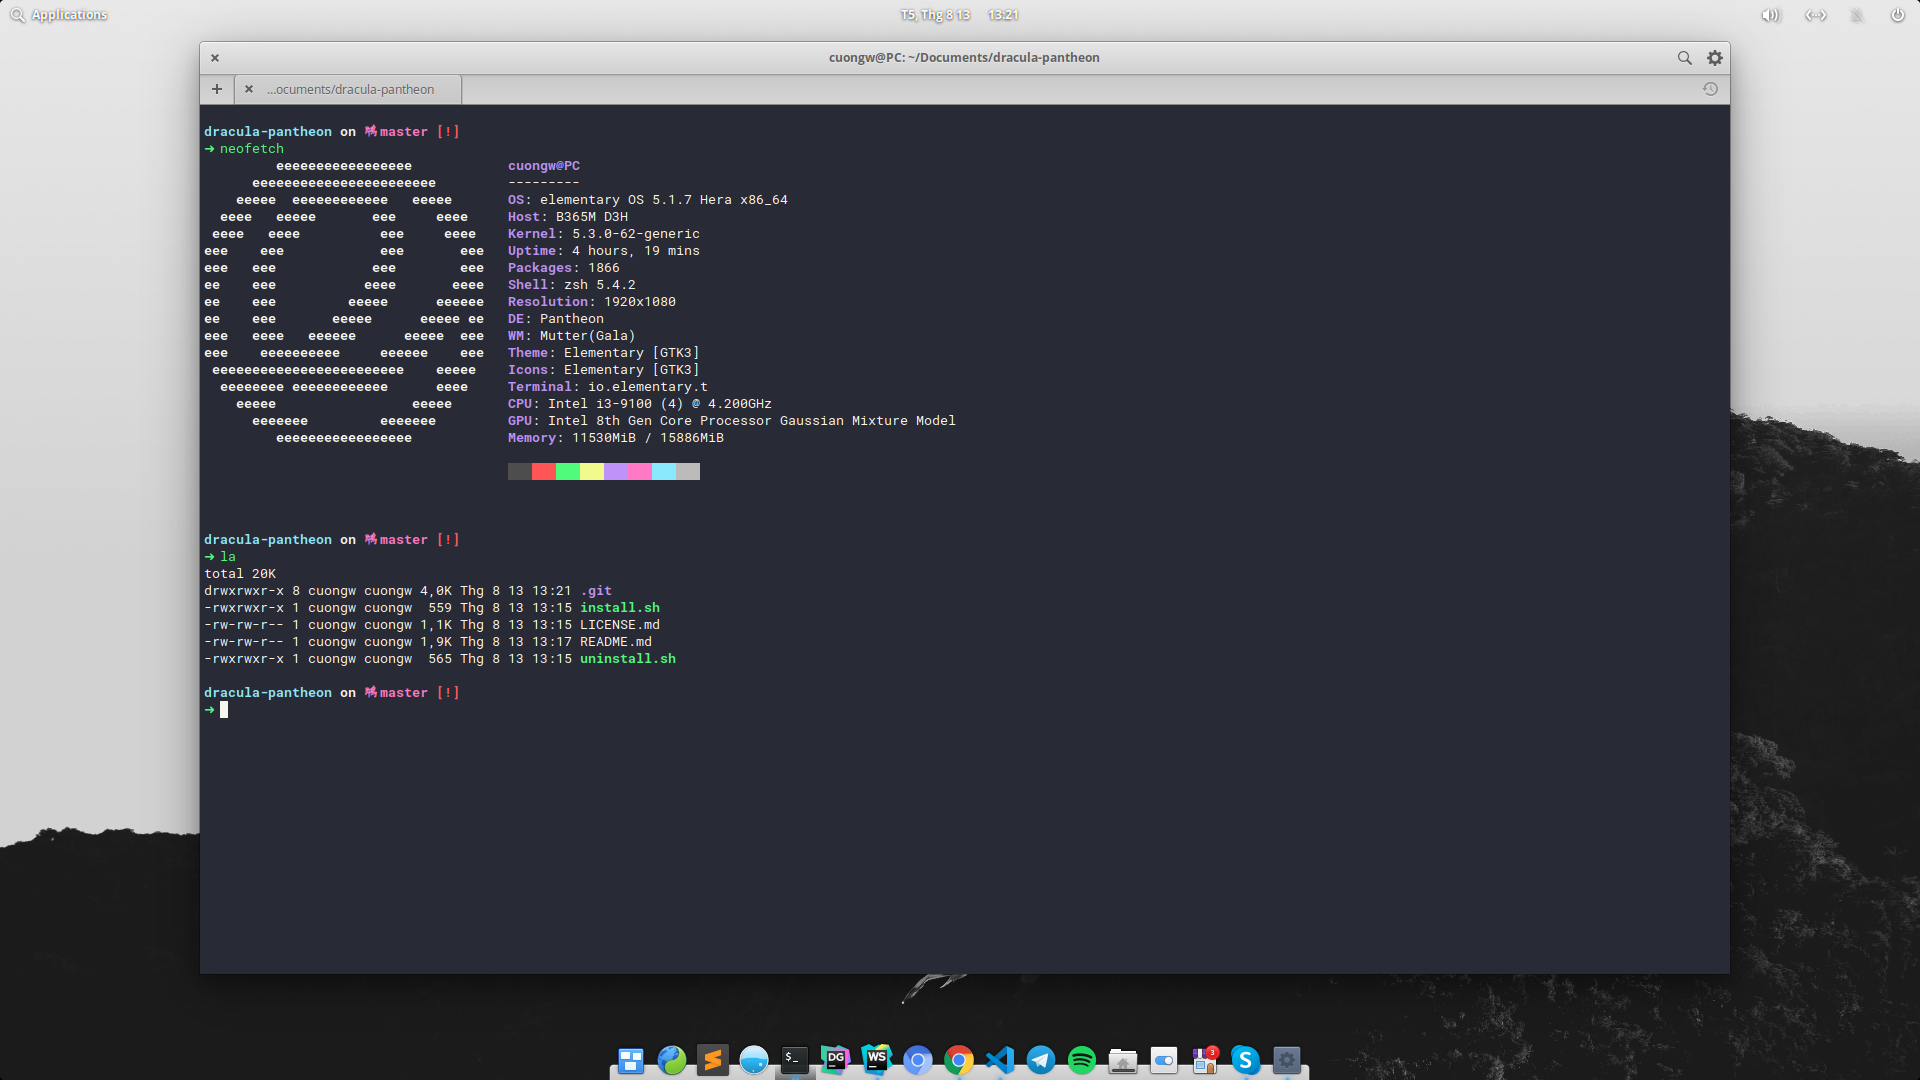 Applications
T5, Thg 8 13 13:21
cuongw@PC: ~/Documents/dracula-pantheon
...ocuments/dracula-pantheon
dracula-pantheon on master [!]
➜ neofetch
eeeeeeeeeeeeeeeee cuongw@PC
eeeeeeeeeeeeeeeeeeeeeee ---------
eeeee eeeeeeeeeeee eeeee OS: elementary OS 5.1.7 Hera x86_64
eeee eeeee eee eeee Host: B365M D3H
eeee eeee eee eeee Kernel: 5.3.0-62-generic
eee eee eee eee Uptime: 4 hours, 19 mins
eee eee eee eee Packages: 1866
ee eee eeee eeee Shell: zsh 5.4.2
ee eee eeeee eeeeee Resolution: 1920x1080
ee eee eeeee eeeee ee DE: Pantheon
eee eeee eeeeee eeeee eee WM: Mutter(Gala)
eee eeeeeeeeee eeeeee eee Theme: Elementary [GTK3]
eeeeeeeeeeeeeeeeeeeeeeee eeeee Icons: Elementary [GTK3]
eeeeeeee eeeeeeeeeeee eeee Terminal: io.elementary.t
eeeee eeeee CPU: Intel i3-9100 (4) @ 4.200GHz
eeeeeee eeeeeee GPU: Intel 8th Gen Core Processor Gaussian Mixture Model
eeeeeeeeeeeeeeeee Memory: 11530MiB / 15886MiB
dracula-pantheon on master [!]
➜ la
total 20K
drwxrwxr-x 8 cuongw cuongw 4,0K Thg 8 13 13:21 .git
-rwxrwxr-x 1 cuongw cuongw 559 Thg 8 13 13:15 install.sh
-rw-rw-r-- 1 cuongw cuongw 1,1K Thg 8 13 13:15 LICENSE.md
-rw-rw-r-- 1 cuongw cuongw 1,9K Thg 8 13 13:17 README.md
-rwxrwxr-x 1 cuongw cuongw 565 Thg 8 13 13:15 uninstall.sh
dracula-pantheon on master [!]
➜
$_ DG WS 3 S